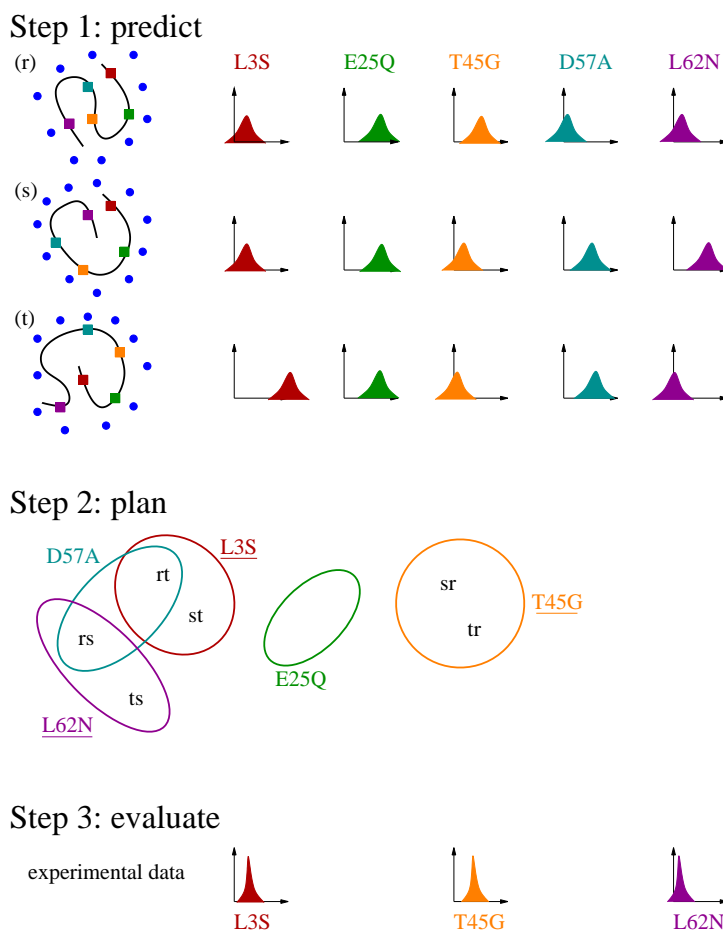 Step 1: predict
(r)
L3S E25Q T45G D57A L62N
(s)
(t)
Step 2: plan
D57A
L3S
rt
sr
st
T45G
rs
tr
E25Q
ts
L62N
Step 3: evaluate
experimental data
L3S T45G L62N